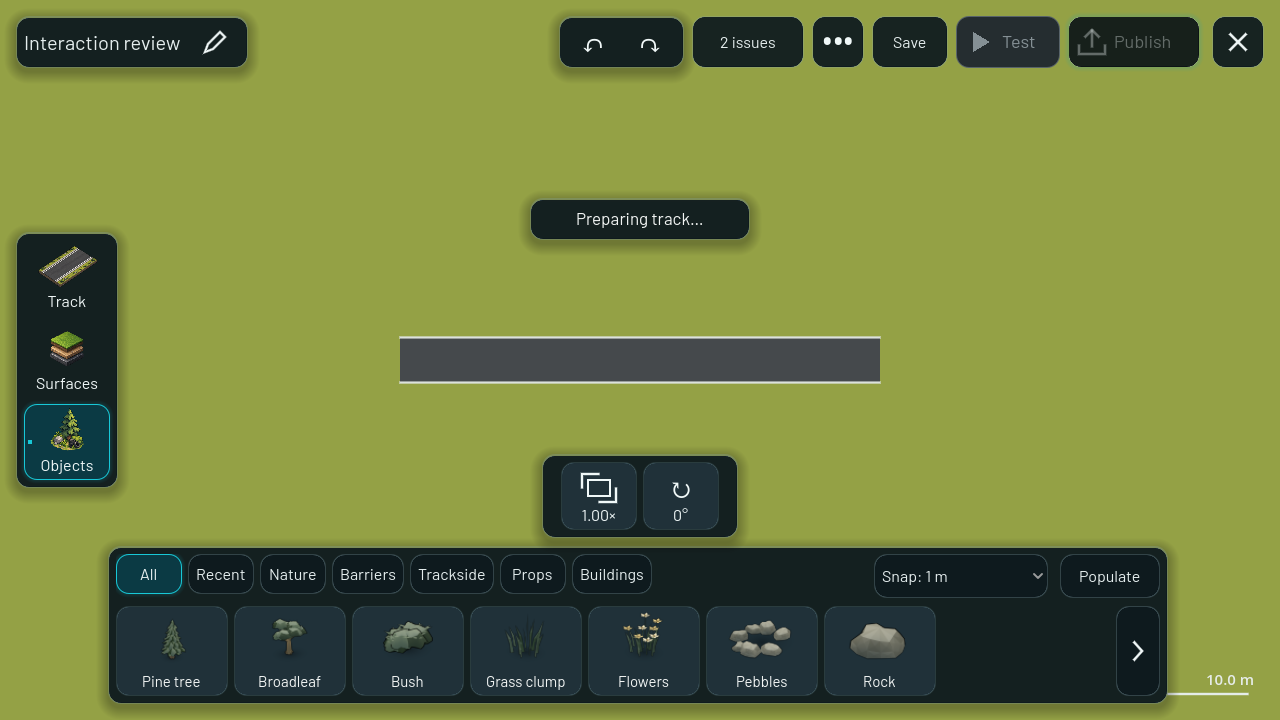 Interaction review
2 issues
Save
Test
Publish
Preparing track...
Track
Surfaces
Objects
1.00×
0°
All
Recent
Nature
Barriers
Trackside
Props
Buildings
Snap: 1 m
Populate
Pine tree
Broadleaf
Bush
Grass clump
Flowers
Pebbles
Rock
10.0 m